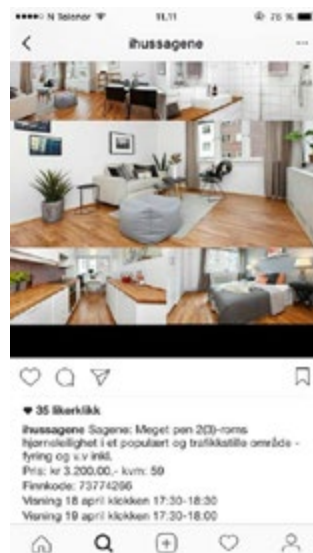 N Telenor 11.11 76 %
ihussagene
35 likerklikk
ihussagene Sagene: Meget pen 2(3)-roms
hjørneleilighet i et populært og trafikkstille område -
fyring og v.v inkl.
Pris: kr 3.200.00,- kvm: 59
Finnkode: 73774266
Visning 18 april klokken 17:30-18:30
Visning 19 april klokken 17:30-18:00